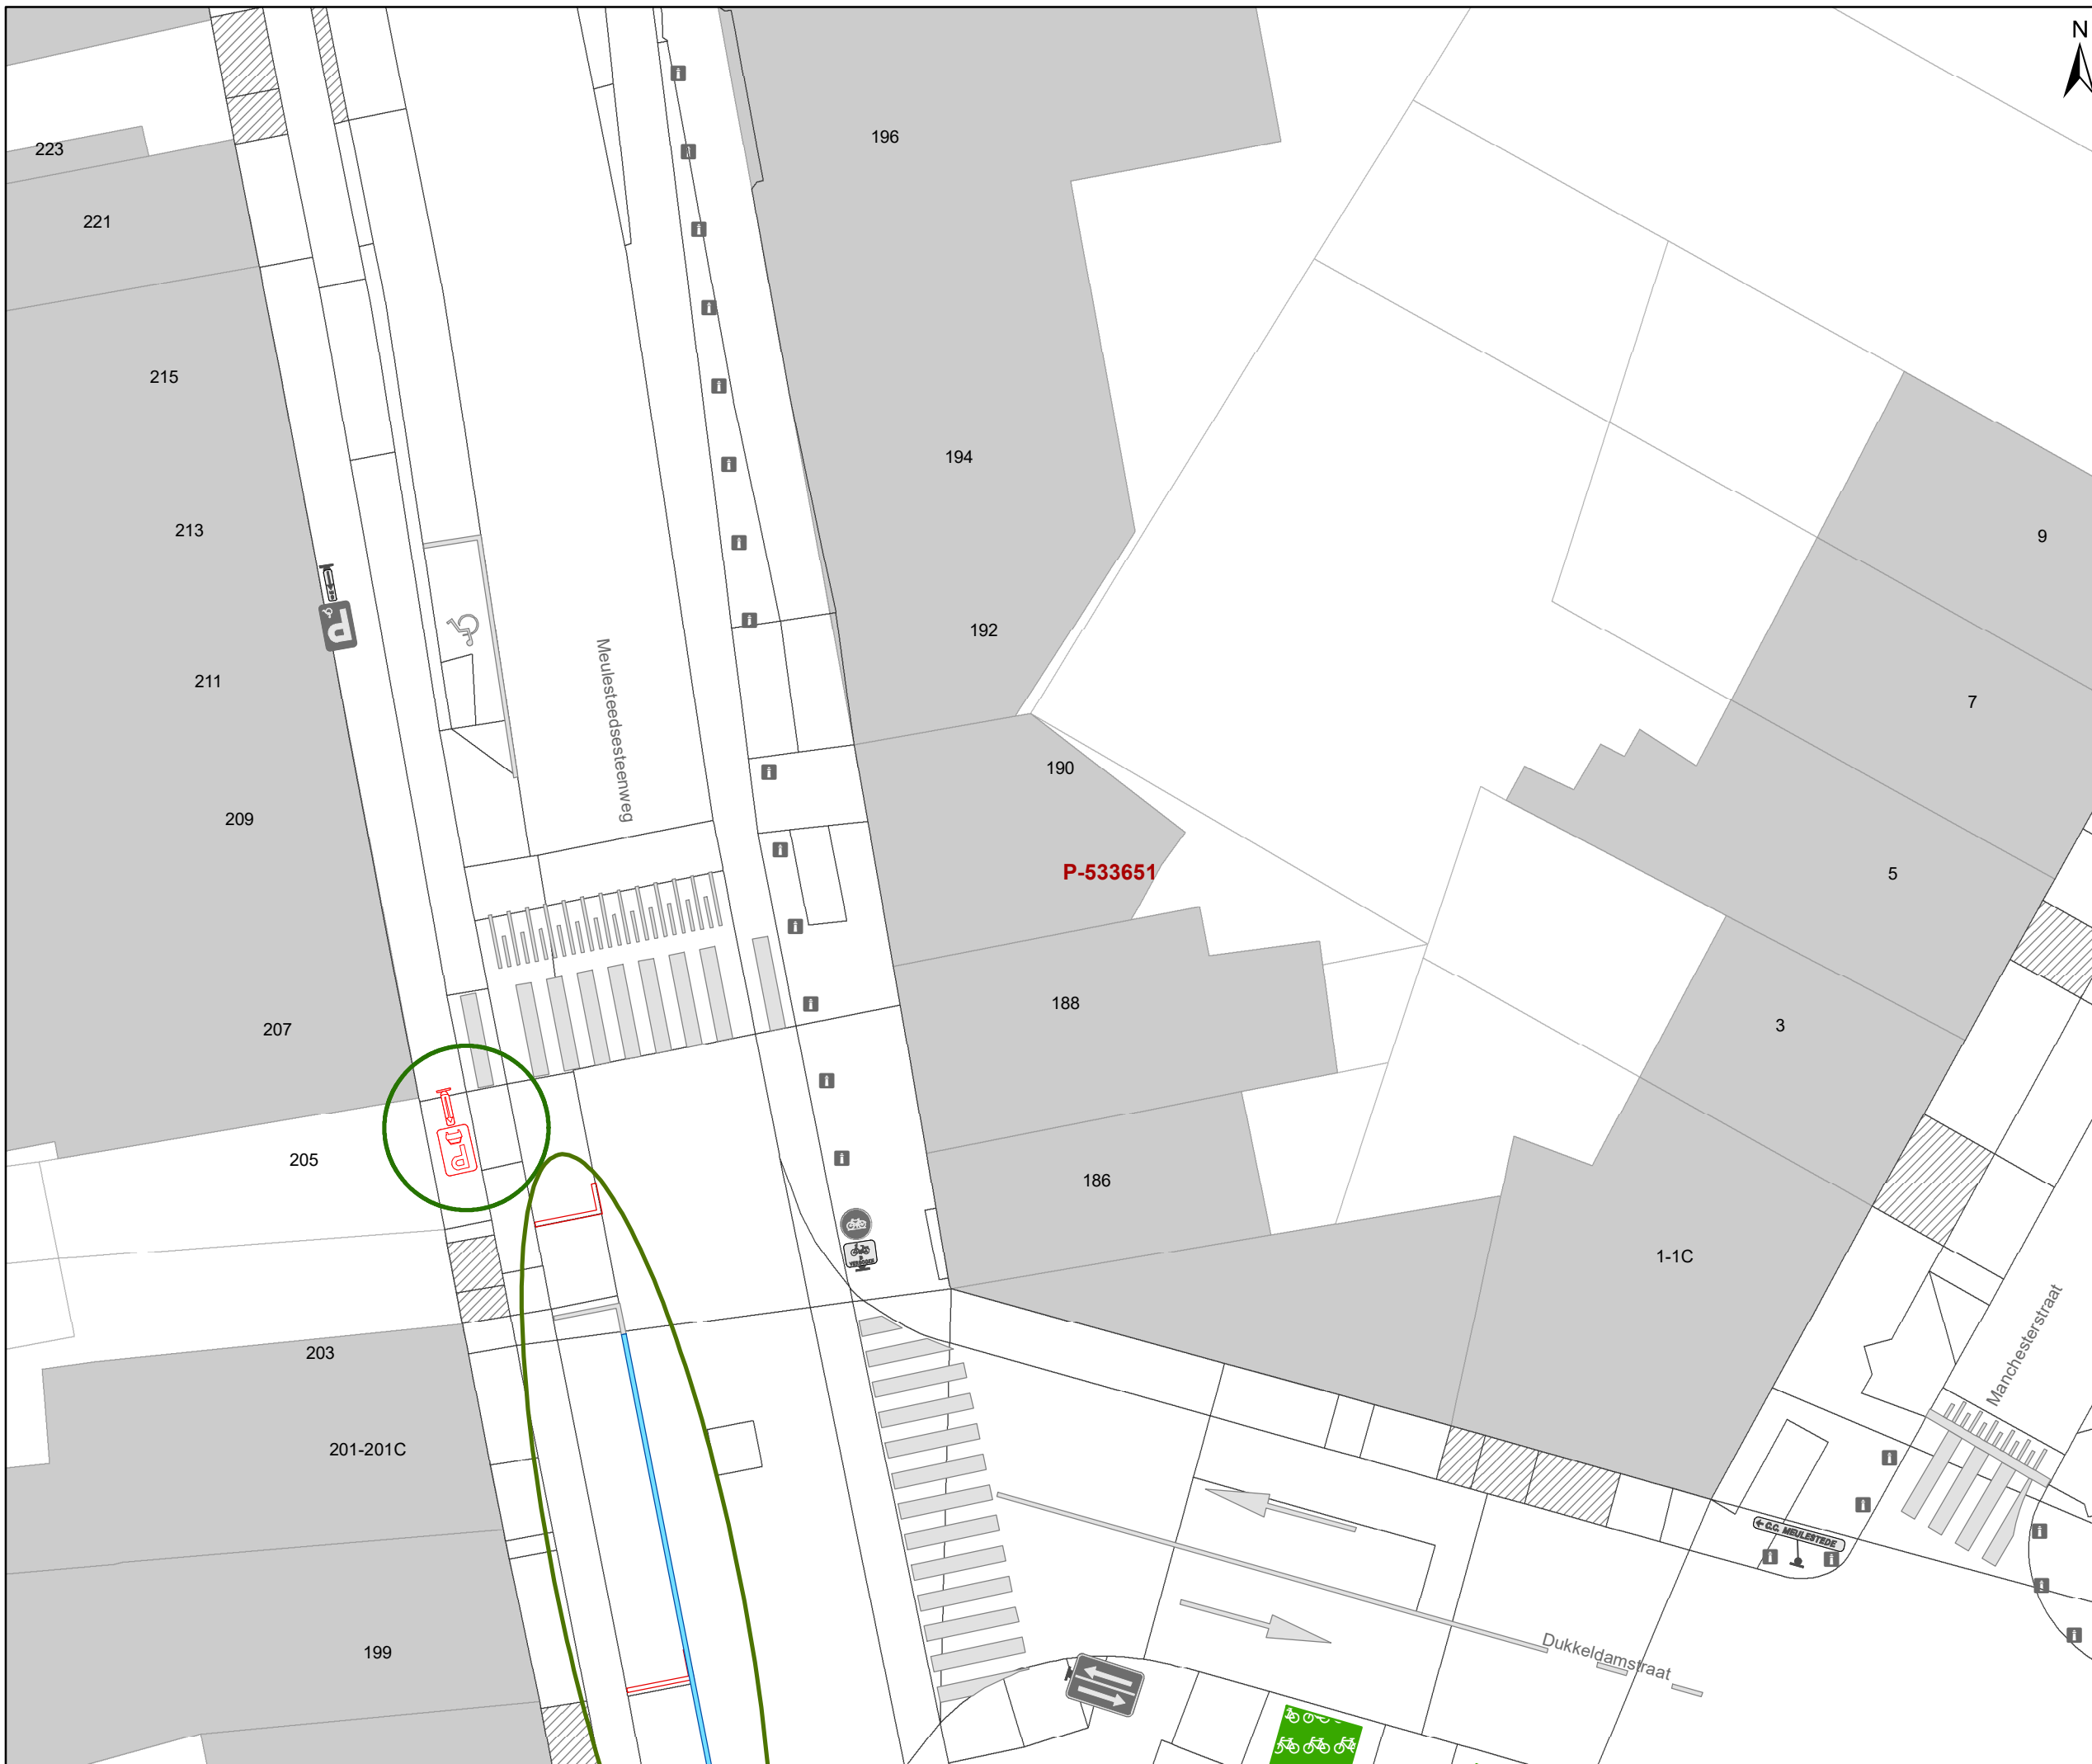 N
196
223
221
215
194
213
9
192
211
7
Meulesteedsesteenweg
190
209
P-533651
5
188
207
3
205
P
186
1-1C
VERBODEN
Manchesterstraat
203
201-201C
C.C. MEULESTEDE
199
Dukkeldamstraat
P